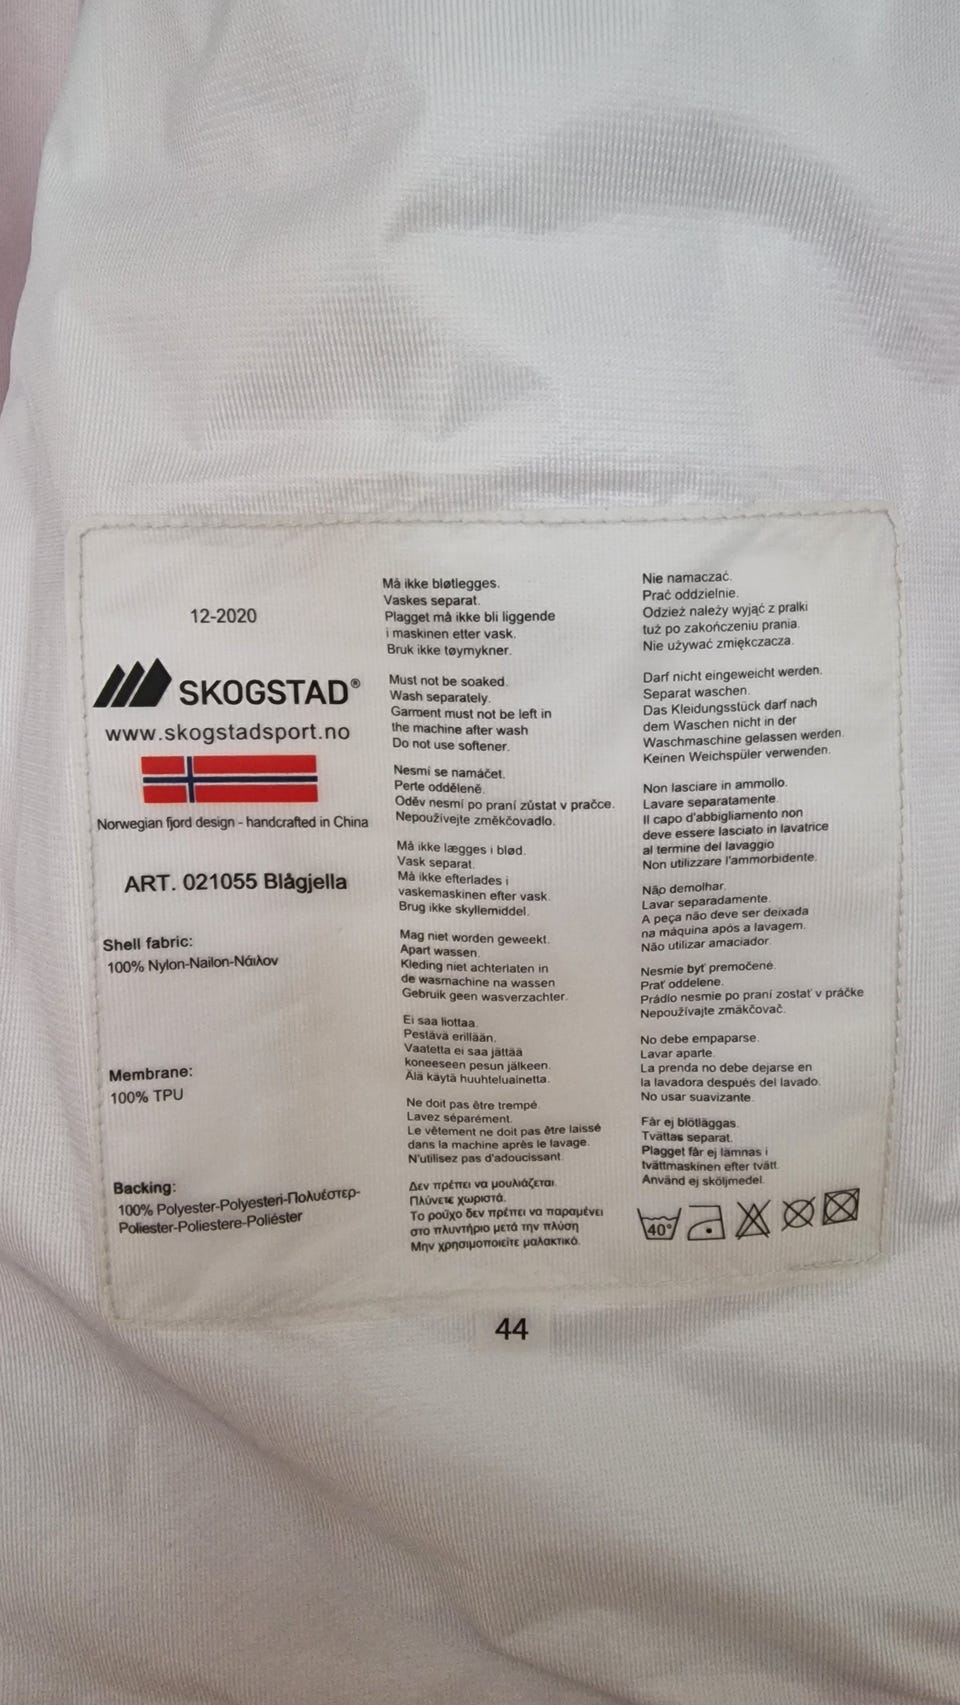 12-2020
SKOGSTAD®
www.skogstadsport.no
Norwegian fjord design - handcrafted in China
ART. 021055 Blågjella
Shell fabric:
100% Nylon-Nailon-Νάιλον
Membrane:
100% TPU
Backing:
100% Polyester-Polyesteri-Πολυέστερ-
Poliester-Poliestere-Poliéster
Må ikke bløtlegges.
Vaskes separat.
Plagget må ikke bli liggende
i maskinen etter vask.
Bruk ikke tøymykner.
Must not be soaked.
Wash separately.
Garment must not be left in
the machine after wash
Do not use softener.
Nesmí se namáčet.
Perte odděleně.
Oděv nesmí po praní zůstat v pračce.
Nepoužívejte změkčovadlo.
Må ikke lægges i blød.
Vask separat.
Må ikke efterlades i
vaskemaskinen efter vask.
Brug ikke skyllemiddel.
Mag niet worden geweekt.
Apart wassen.
Kleding niet achterlaten in
de wasmachine na wassen
Gebruik geen wasverzachter.
Ei saa liottaa.
Pestävä erillään.
Vaatetta ei saa jättää
koneeseen pesun jälkeen.
Älä käytä huuhteluainetta.
Ne doit pas être trempé.
Lavez séparément.
Le vêtement ne doit pas être laissé
dans la machine après le lavage.
N'utilisez pas d'adoucissant.
Δεν πρέπει να μουλιάζεται.
Πλύνετε χωριστά.
Το ρούχο δεν πρέπει να παραμένει
στο πλυντήριο μετά την πλύση
Μην χρησιμοποιείτε μαλακτικό.
Nie namaczać.
Prać oddzielnie.
Odzież należy wyjąć z pralki
tuż po zakończeniu prania.
Nie używać zmiękczacza.
Darf nicht eingeweicht werden.
Separat waschen.
Das Kleidungsstück darf nach
dem Waschen nicht in der
Waschmaschine gelassen werden.
Keinen Weichspüler verwenden.
Non lasciare in ammollo.
Lavare separatamente.
Il capo d'abbigliamento non
deve essere lasciato in lavatrice
al termine del lavaggio
Non utilizzare l'ammorbidente.
Não demolhar.
Lavar separadamente.
A peça não deve ser deixada
na máquina após a lavagem.
Não utilizar amaciador.
Nesmie byť premočené.
Prať oddelene.
Prádlo nesmie po praní zostať v práčke
Nepoužívajte zmäkčovač.
No debe empaparse.
Lavar aparte.
La prenda no debe dejarse en
la lavadora después del lavado.
No usar suavizante.
Får ej blötläggas.
Tvättas separat.
Plagget får ej lämnas i
tvättmaskinen efter tvätt.
Använd ej sköljmedel.
40°
44